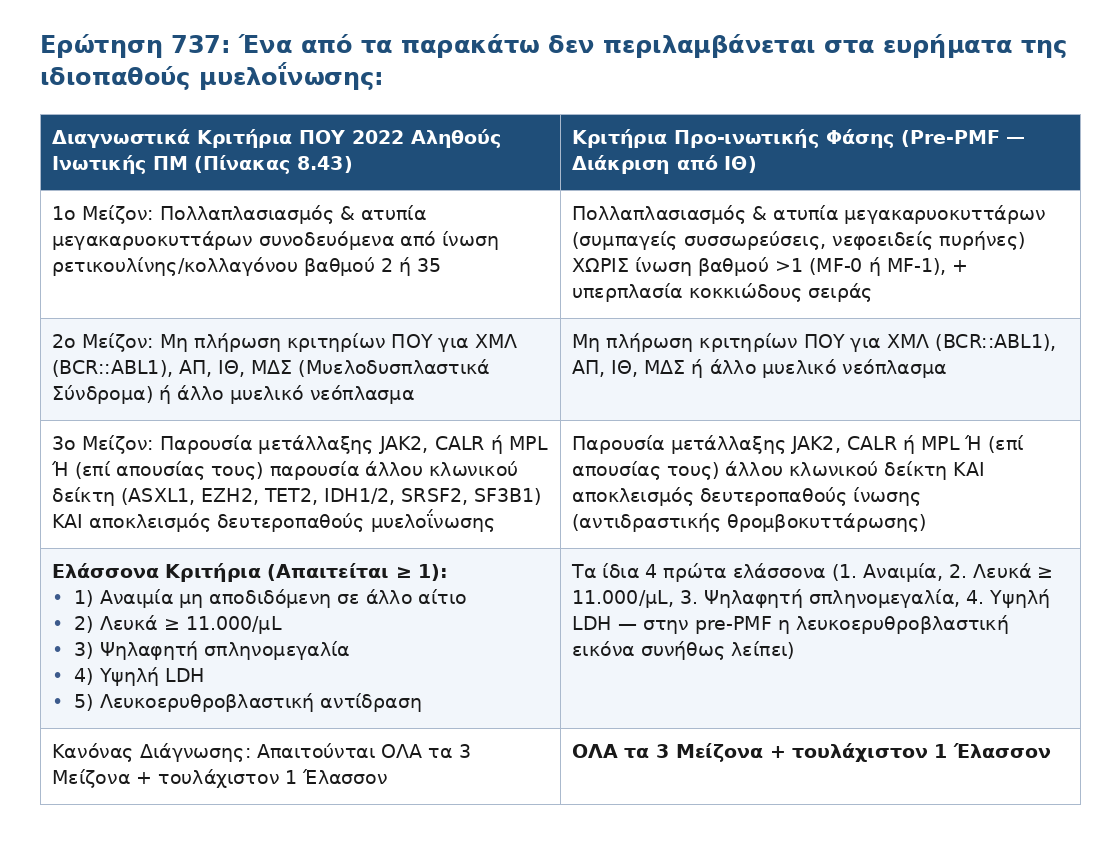 Ερώτηση 737: Ένα από τα παρακάτω δεν περιλαμβάνεται στα ευρήματα της
ιδιοπαθούς μυελοΐνωσης:
Διαγνωστικά Κριτήρια ΠΟΥ 2022 Αληθούς
Ινωτικής ΠΜ (Πίνακας 8.43)
Κριτήρια Προ-ινωτικής Φάσης (Pre-PMF —
Διάκριση από ΙΘ)
1ο Μείζον: Πολλαπλασιασμός & ατυπία
μεγακαρυοκυττάρων συνοδευόμενα από ίνωση
ρετικουλίνης/κολλαγόνου βαθμού 2 ή 35
Πολλαπλασιασμός & ατυπία μεγακαρυοκυττάρων
(συμπαγείς συσσωρεύσεις, νεφοειδείς πυρήνες)
ΧΩΡΙΣ ίνωση βαθμού >1 (MF-0 ή MF-1), +
υπερπλασία κοκκιώδους σειράς
2ο Μείζον: Μη πλήρωση κριτηρίων ΠΟΥ για ΧΜΛ
(BCR::ABL1), ΑΠ, ΙΘ, ΜΔΣ (Μυελοδυσπλαστικά
Σύνδρομα) ή άλλο μυελικό νεόπλασμα
Μη πλήρωση κριτηρίων ΠΟΥ για ΧΜΛ (BCR::ABL1),
ΑΠ, ΙΘ, ΜΔΣ ή άλλο μυελικό νεόπλασμα
3ο Μείζον: Παρουσία μετάλλαξης JAK2, CALR ή MPL
Ή (επί απουσίας τους) παρουσία άλλου κλωνικού
δείκτη (ASXL1, EZH2, TET2, IDH1/2, SRSF2, SF3B1)
ΚΑΙ αποκλεισμός δευτεροπαθούς μυελοΐνωσης
Παρουσία μετάλλαξης JAK2, CALR ή MPL Ή (επί
απουσίας τους) άλλου κλωνικού δείκτη ΚΑΙ
αποκλεισμός δευτεροπαθούς ίνωσης
(αντιδραστικής θρομβοκυττάρωσης)
Ελάσσονα Κριτήρια (Απαιτείται ≥ 1):
• 1) Αναιμία μη αποδιδόμενη σε άλλο αίτιο
• 2) Λευκά ≥ 11.000/μL
• 3) Ψηλαφητή σπληνομεγαλία
• 4) Υψηλή LDH
• 5) Λευκοερυθροβλαστική αντίδραση
Τα ίδια 4 πρώτα ελάσσονα (1. Αναιμία, 2. Λευκά ≥
11.000/μL, 3. Ψηλαφητή σπληνομεγαλία, 4. Υψηλή
LDH — στην pre-PMF η λευκοερυθροβλαστική
εικόνα συνήθως λείπει)
Κανόνας Διάγνωσης: Απαιτούνται ΟΛΑ τα 3
Μείζονα + τουλάχιστον 1 Έλασσον
ΟΛΑ τα 3 Μείζονα + τουλάχιστον 1 Έλασσον